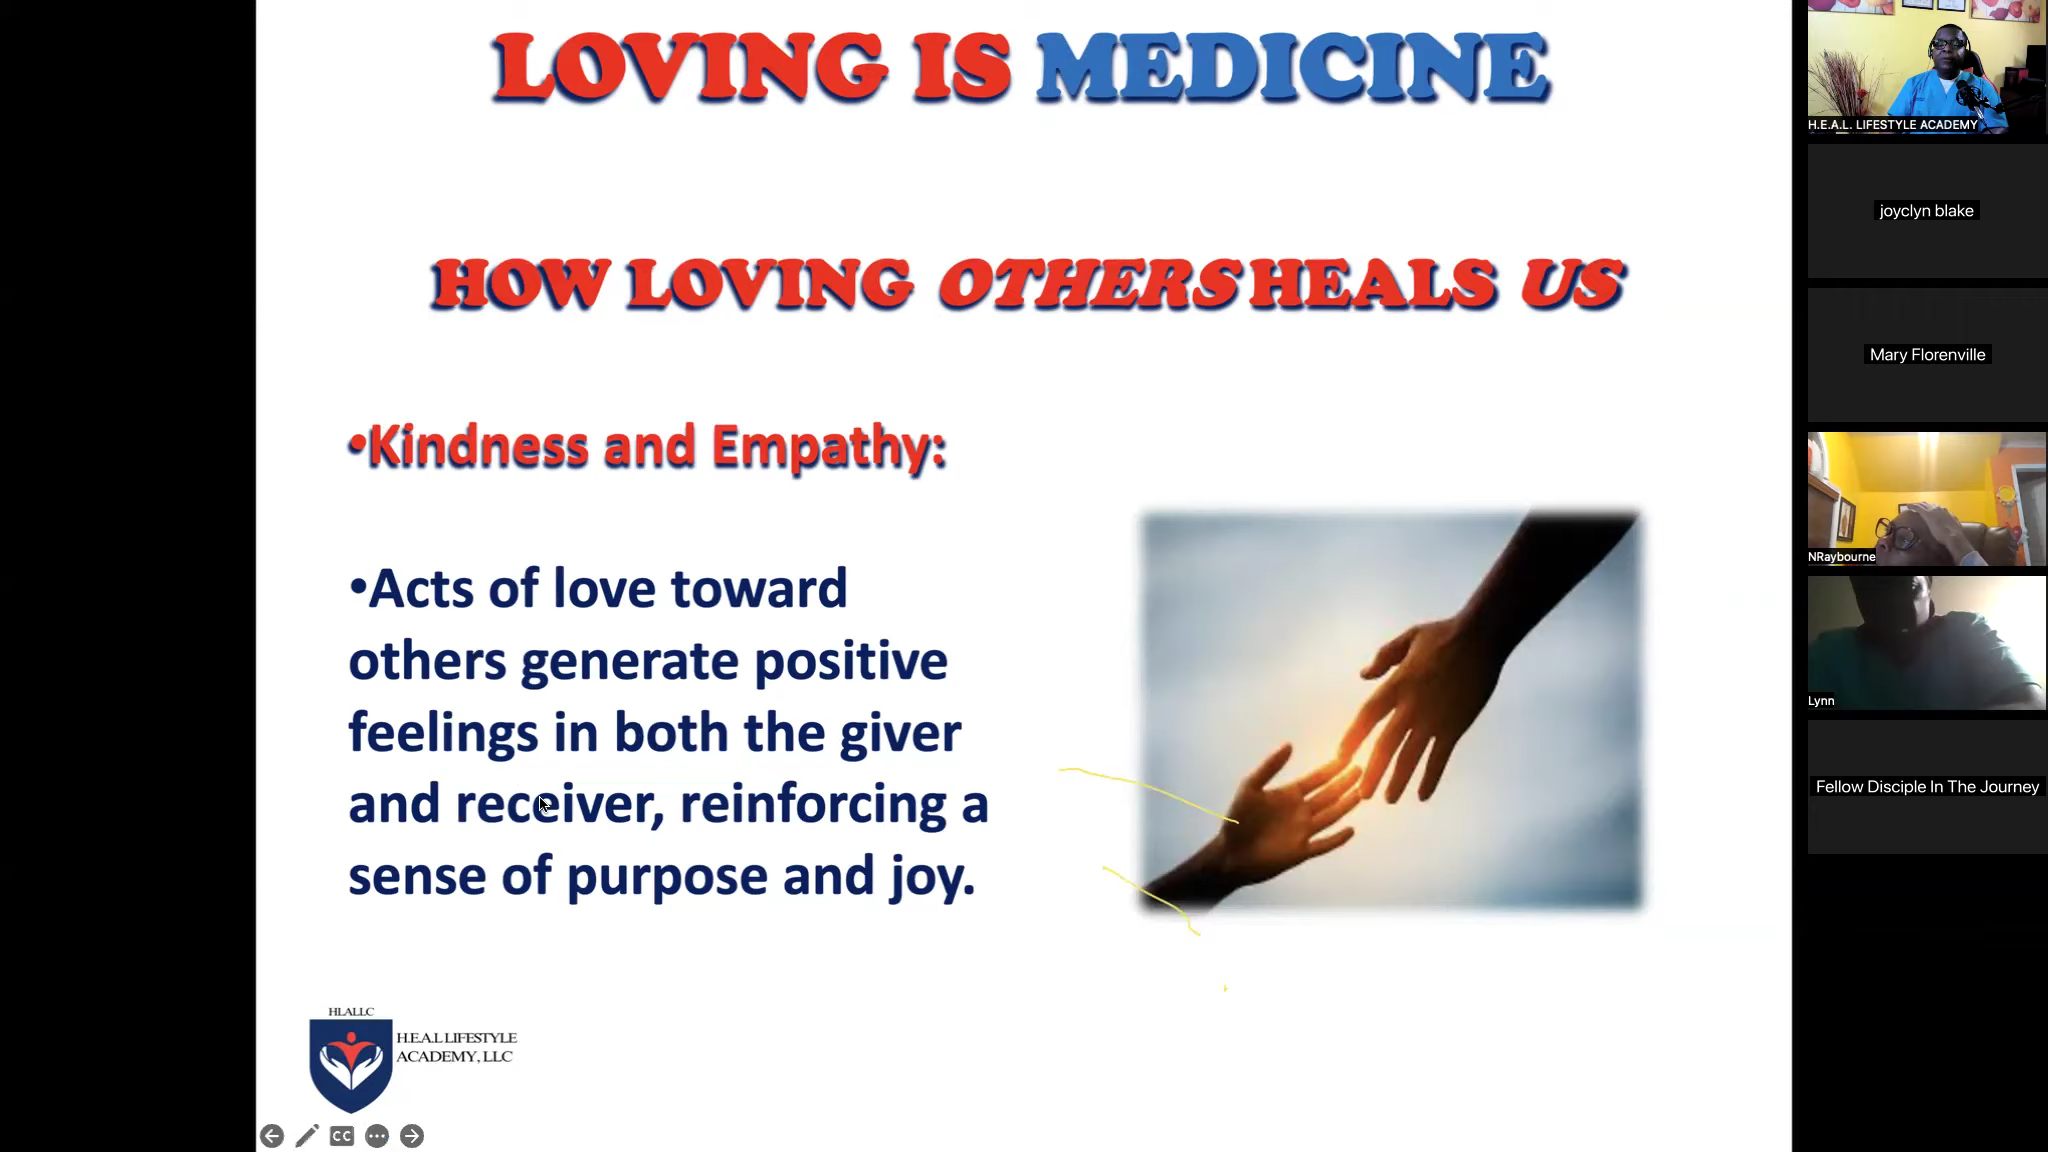 LOVING IS MEDICINE
HOW LOVING OTHERS HEALS US
•Kindness and Empathy:
•Acts of love toward
others generate positive
feelings in both the giver
and receiver, reinforcing a
sense of purpose and joy.
HLALLC
H.E.A.L LIFESTYLE
ACADEMY, LLC
CC
H.E.A.L. LIFESTYLE ACADEMY
joyclyn blake
Mary Florenville
NRaybourne
Lynn
Fellow Disciple In The Journey